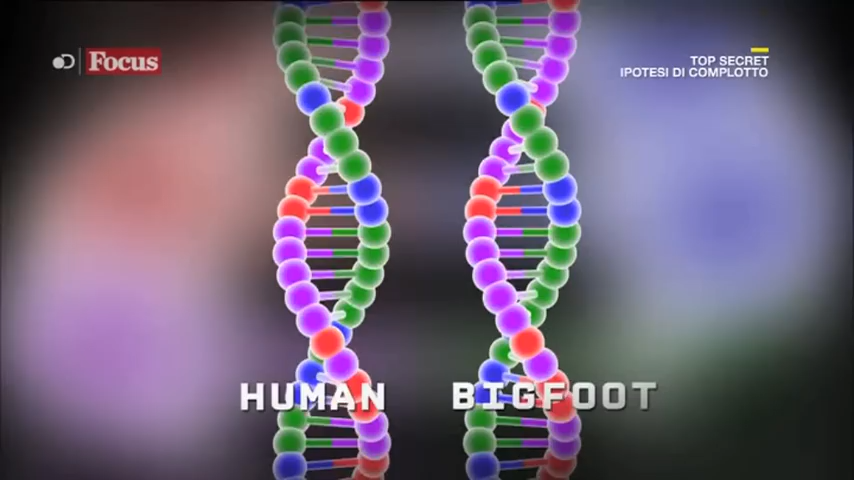 Focus
TOP SECRET
IPOTESI DI COMPLOTTO
HUMAN
BIGFOOT